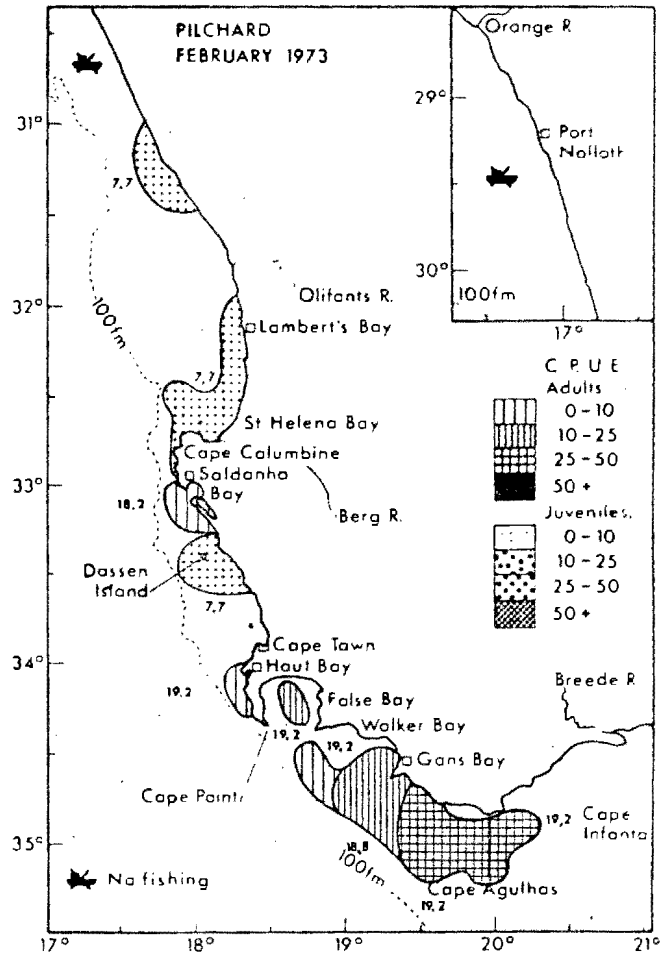 PILCHARD
FEBRUARY 1973
Orange R
29°
Port
Nolloth
30°
100fm
17°
31°
7,7
32°
100fm
Olifants R.
Lambert's Bay
7,7
St Helena Bay
Cape Calumbine
Saldanha
Bay
33°
18,2
Berg R.
Dassen
Island
7,7
34°
Cape Tawn
Haut Bay
19,2
False Bay
Walker Bay
19,2
19,2
Gans Bay
Breede R
Cape Paint
19,2
Cape
Infanta
35°
18,8
100fm
Cape Agulhas
19,2
Na fishing
C P U E
Adults
0-10
10-25
25-50
50+
Juveniles.
0-10
10-25
25-50
50+
17°
18°
19°
20°
21°